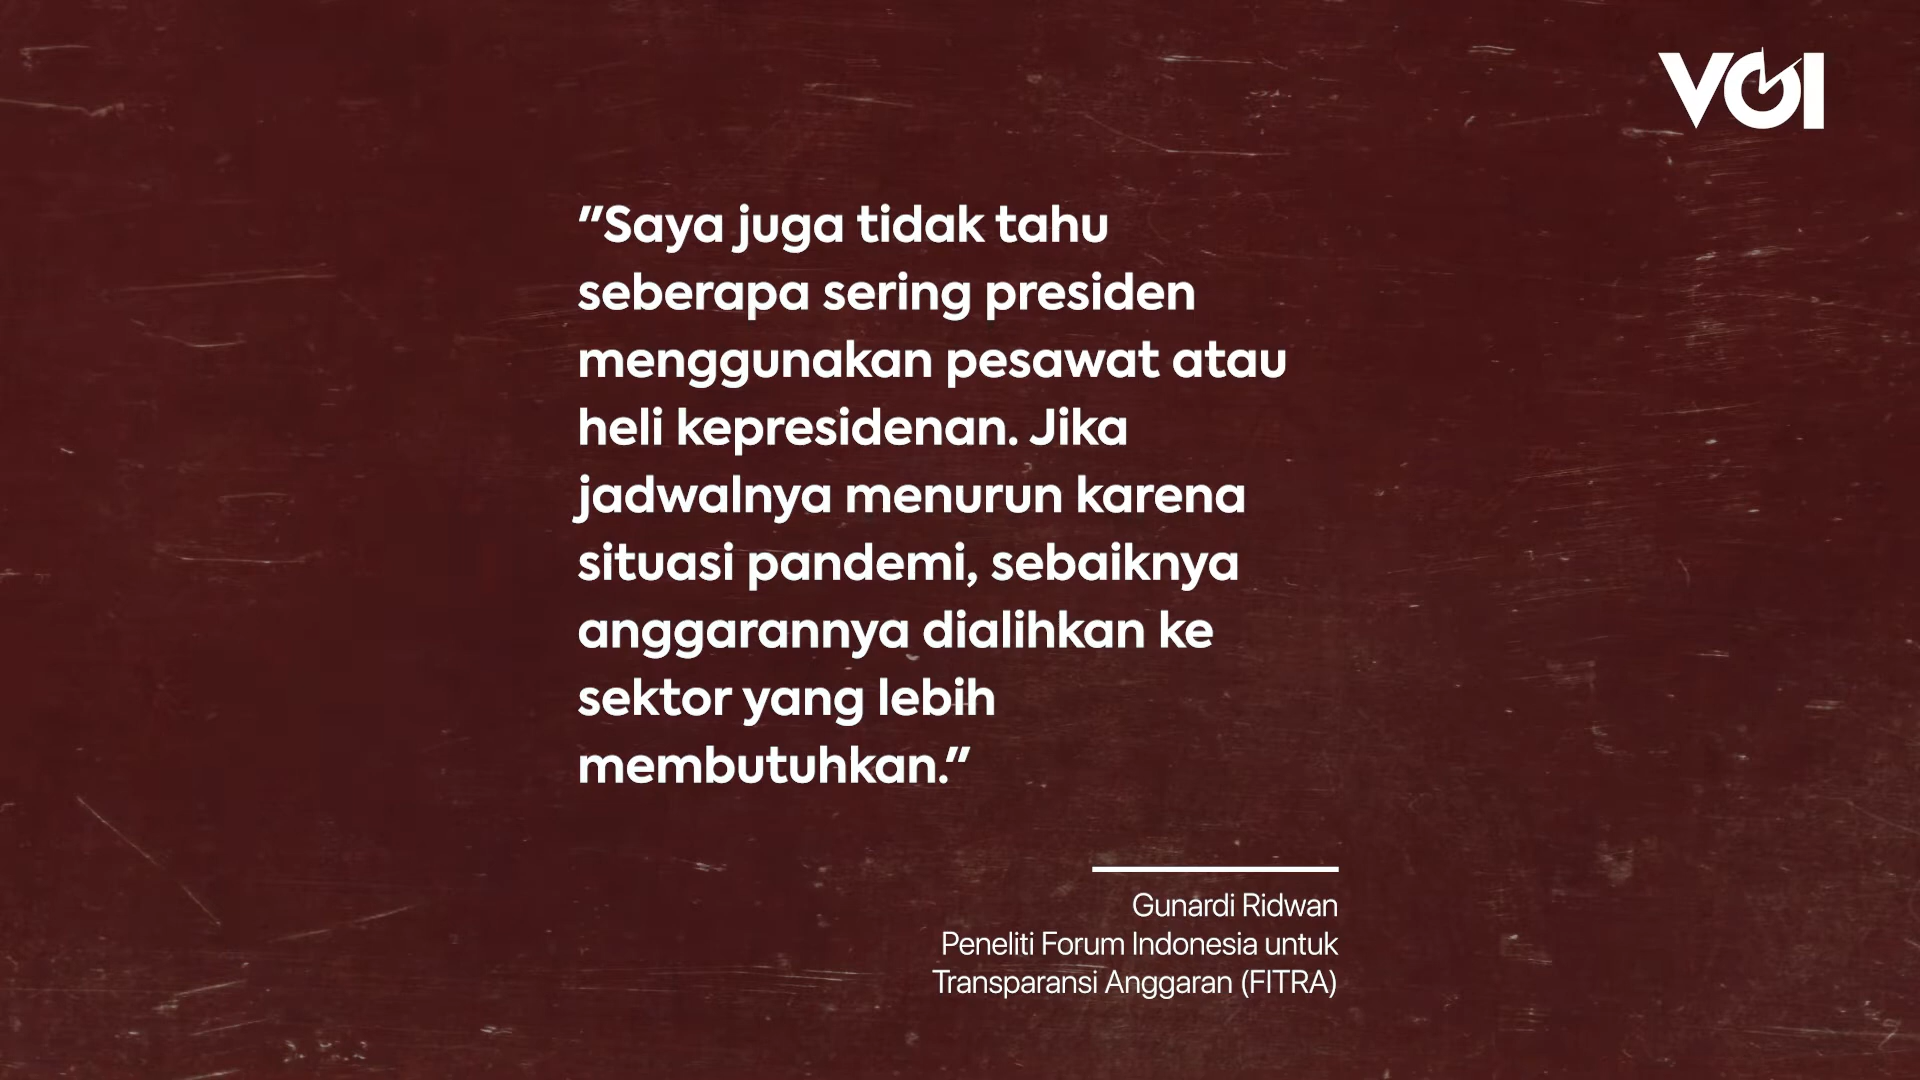 VOI
"Saya juga tidak tahu
seberapa sering presiden
menggunakan pesawat atau
heli kepresidenan. Jika
jadwalnya menurun karena
situasi pandemi, sebaiknya
anggarannya dialihkan ke
sektor yang lebih
membutuhkan."
Gunardi Ridwan
Peneliti Forum Indonesia untuk
Transparansi Anggaran (FITRA)